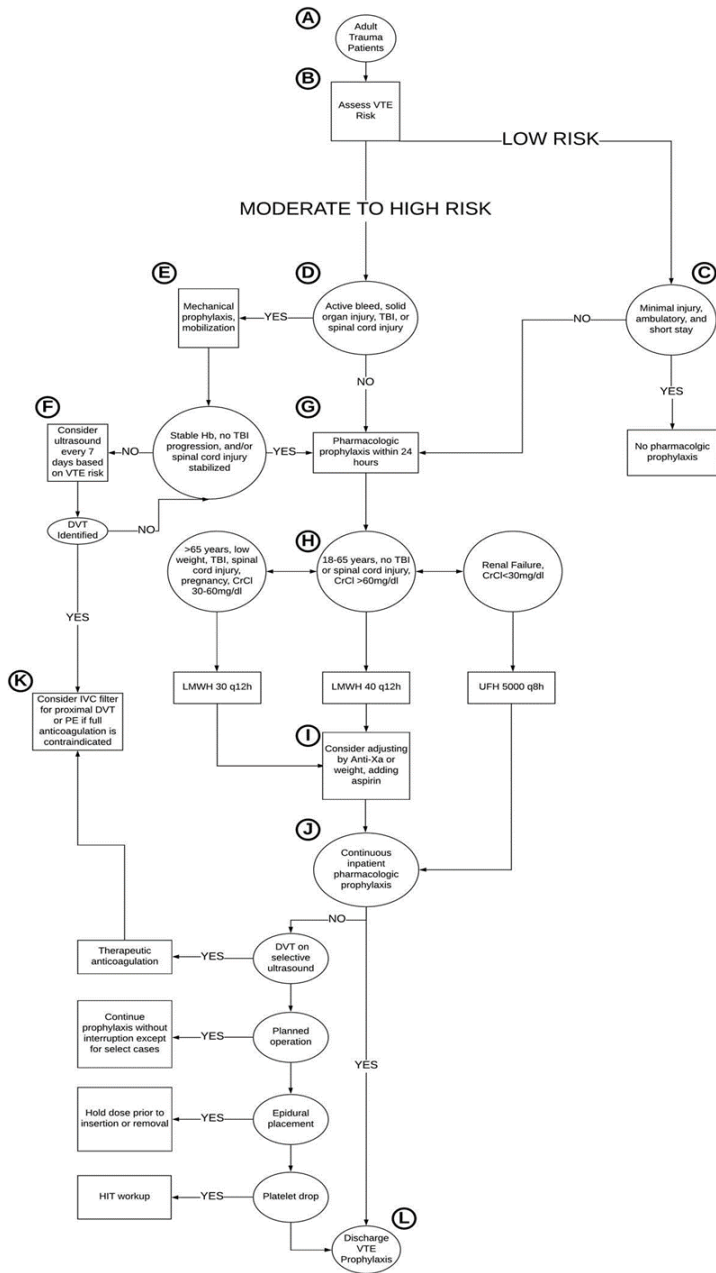 A
Adult
Trauma
Patients
B
Assess VTE
Risk
LOW RISK
MODERATE TO HIGH RISK
E
D
C
Mechanical
prophylaxis,
mobilization
YES
Active bleed, solid
organ injury, TBI, or
spinal cord injury
NO
Minimal injury,
ambulatory, and
short stay
NO
YES
F
G
Consider
ultrasound
every 7
days based
on VTE risk
NO
Stable Hb, no TBI
progression, and/or
spinal cord injury
stabilized
YES
Pharmacologic
prophylaxis within 24
hours
No pharmacolgic
prophylaxis
DVT
Identified
NO
H
>65 years, low
weight, TBI, spinal
cord injury,
pregnancy, CrCl
30-60mg/dl
18-65 years, no TBI
or spinal cord injury,
CrCl >60mg/dl
Renal Failure,
CrCl<30mg/dl
YES
K
LMWH 30 q12h
LMWH 40 q12h
UFH 5000 q8h
Consider IVC filter
for proximal DVT
or PE if full
anticoagulation is
contraindicated
I
Consider adjusting
by Anti-Xa or
weight, adding
aspirin
J
Continuous
inpatient
pharmacologic
prophylaxis
NO
Therapeutic
anticoagulation
YES
DVT on
selective
ultrasound
Continue
prophylaxis without
interruption except
for select cases
YES
Planned
operation
YES
Hold dose prior to
insertion or removal
YES
Epidural
placement
HIT workup
YES
Platelet drop
L
Discharge
VTE
Prophylaxis